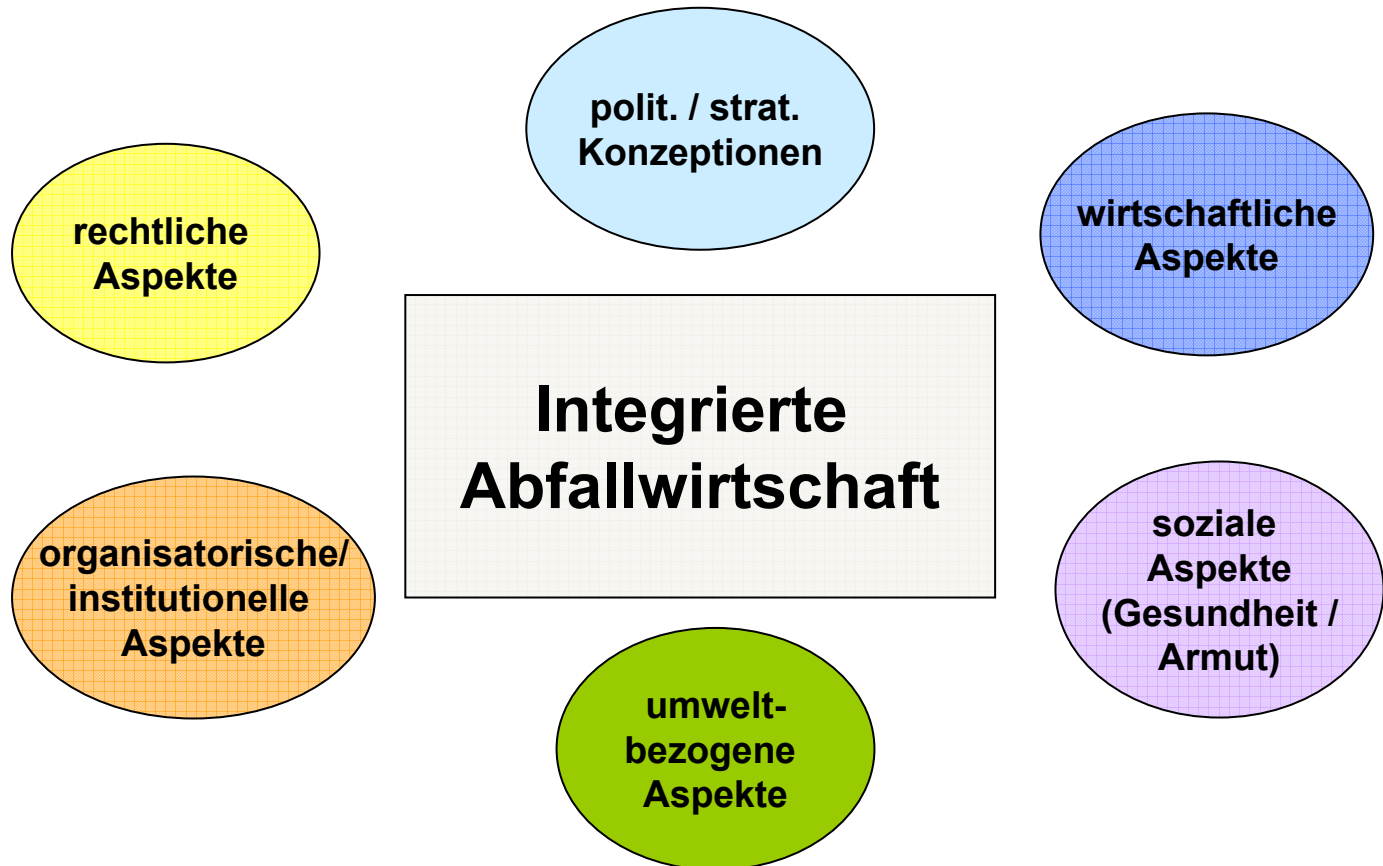 polit. / strat.
Konzeptionen
rechtliche
Aspekte
wirtschaftliche
Aspekte
Integrierte
Abfallwirtschaft
organisatorische/
institutionelle
Aspekte
soziale
Aspekte
(Gesundheit /
Armut)
umwelt-
bezogene
Aspekte